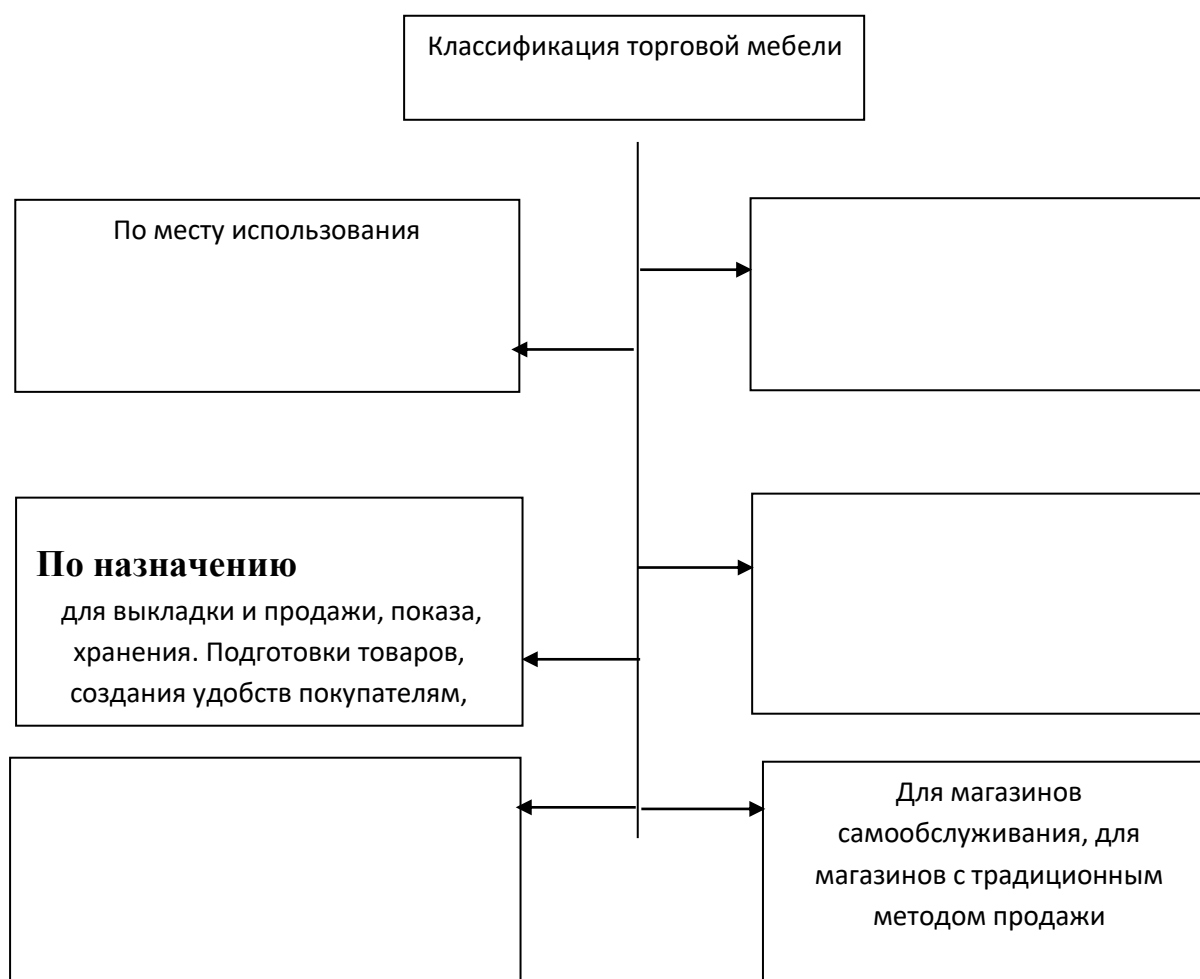 Классификация торговой мебели
По месту использования
По назначению
для выкладки и продажи, показа,
хранения. Подготовки товаров,
создания удобств покупателям,
Для магазинов
самообслуживания, для
магазинов с традиционным
методом продажи